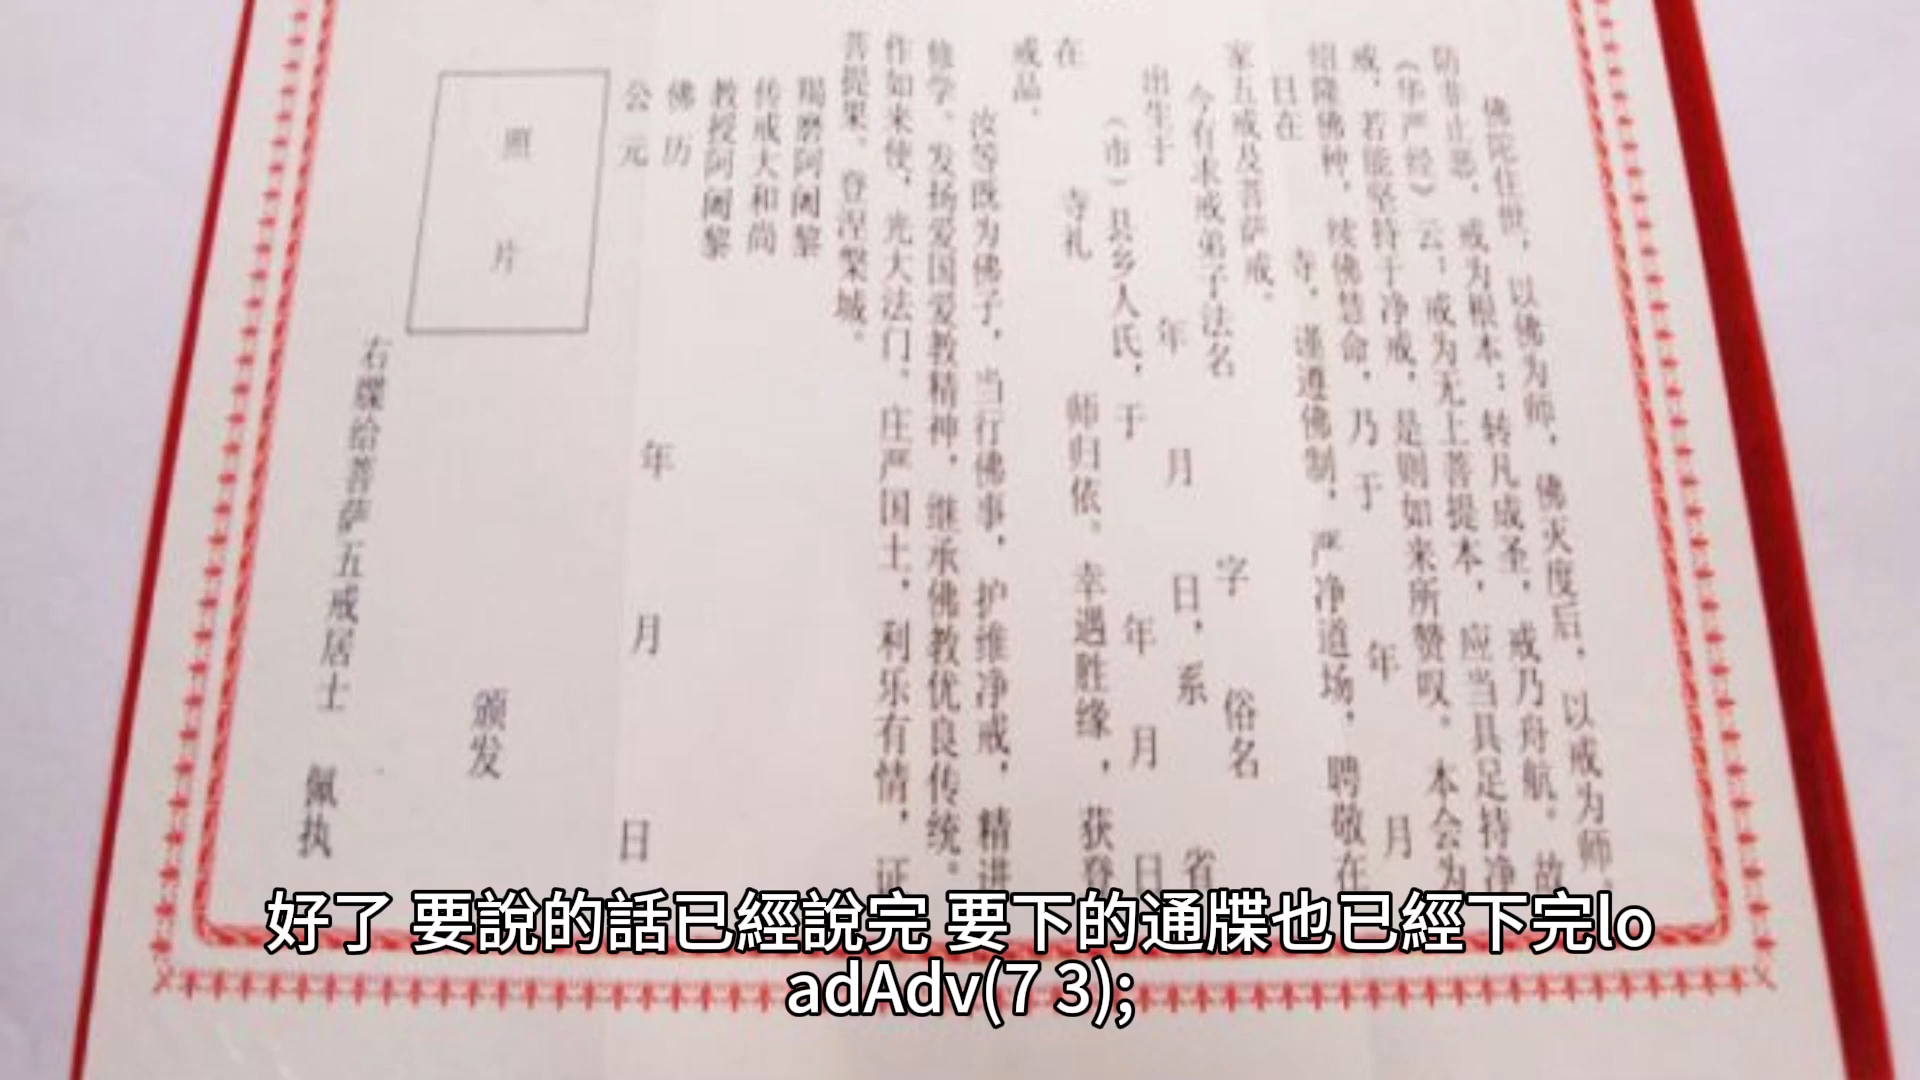 佛陀住世，以佛为师，佛灭度后，以戒为师。
防非止恶，戒为根本；转凡成圣，戒乃舟航。故
《华严经》云：戒为无上菩提本，应当具足持净
戒，若能坚持于净戒，是则如来所赞叹。本会为
绍隆佛种，续佛慧命，乃于 年 月
日在 寺，谨遵佛制，严净道场，聘敬在
家五戒及菩萨戒。
今有求戒弟子法名 字 俗名
出生于 年 月 日，系 省
（市）县乡人氏，于 年 月 日
在 寺礼 师归依。幸遇胜缘，获登
戒品。
汝等既为佛子，当行佛事，护维净戒，精进
修学、发扬爱国爱教精神，继承佛教优良传统。
作如来使，光大法门。庄严国土，利乐有情，证
菩提果、登涅槃城。
羯磨阿阇黎
传戒大和尚
教授阿阇黎
佛历
公元 年 月 日
照片
颁发
右牒给菩萨五戒居士 佩执
好了 要說的話已經說完 要下的通牒也已經下完lo
adAdv(7 3);